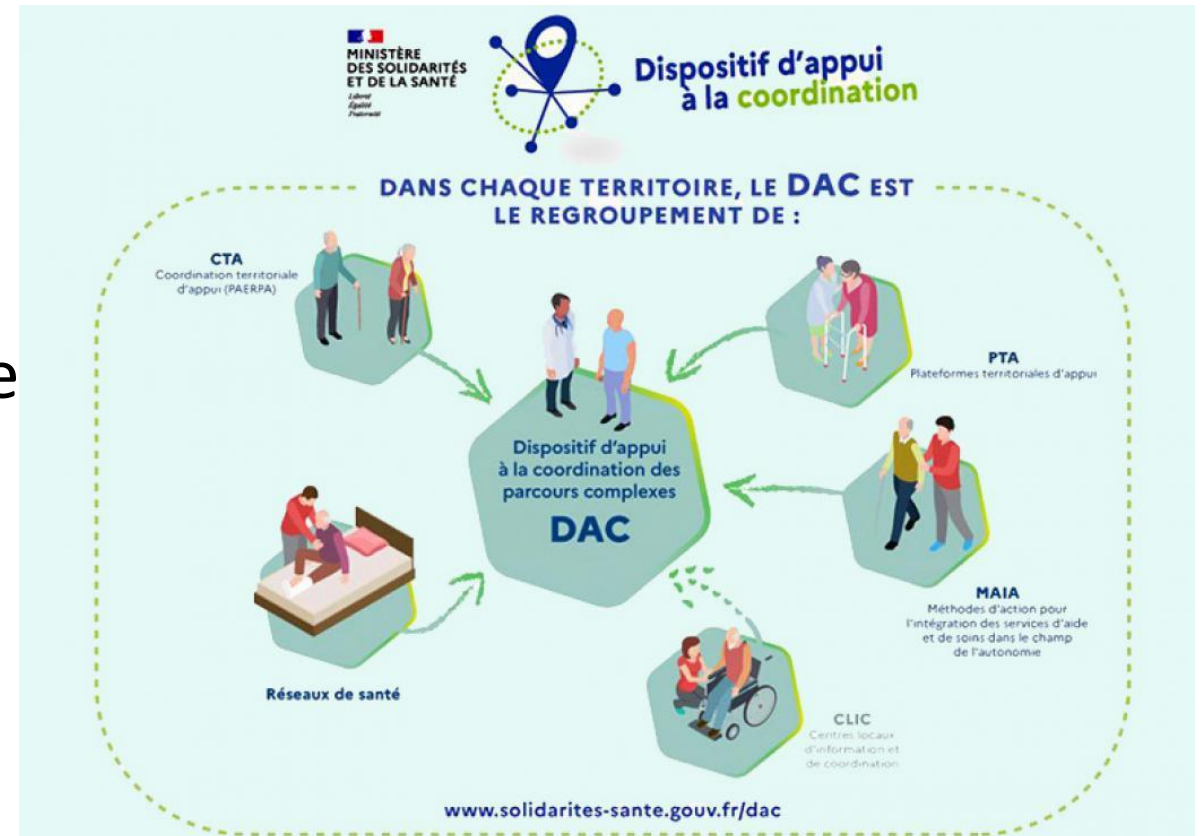 MINISTÈRE
DES SOLIDARITÉS
ET DE LA SANTÉ
Liberté
Égalité
Fraternité
Dispositif d'appui
à la coordination
DANS CHAQUE TERRITOIRE, LE DAC EST
LE REGROUPEMENT DE :
CTA
Coordination territoriale
d'appui (PAERPA)
PTA
Plateformes territoriales d'appui
e
Dispositif d'appui
à la coordination des
parcours complexes
DAC
MAIA
Méthodes d'action pour
l'intégration des services d'aide
et de soins dans le champ
de l'autonomie
Réseaux de santé
CLIC
Centres locaux
d'information et
de coordination
www.solidarites-sante.gouv.fr/dac